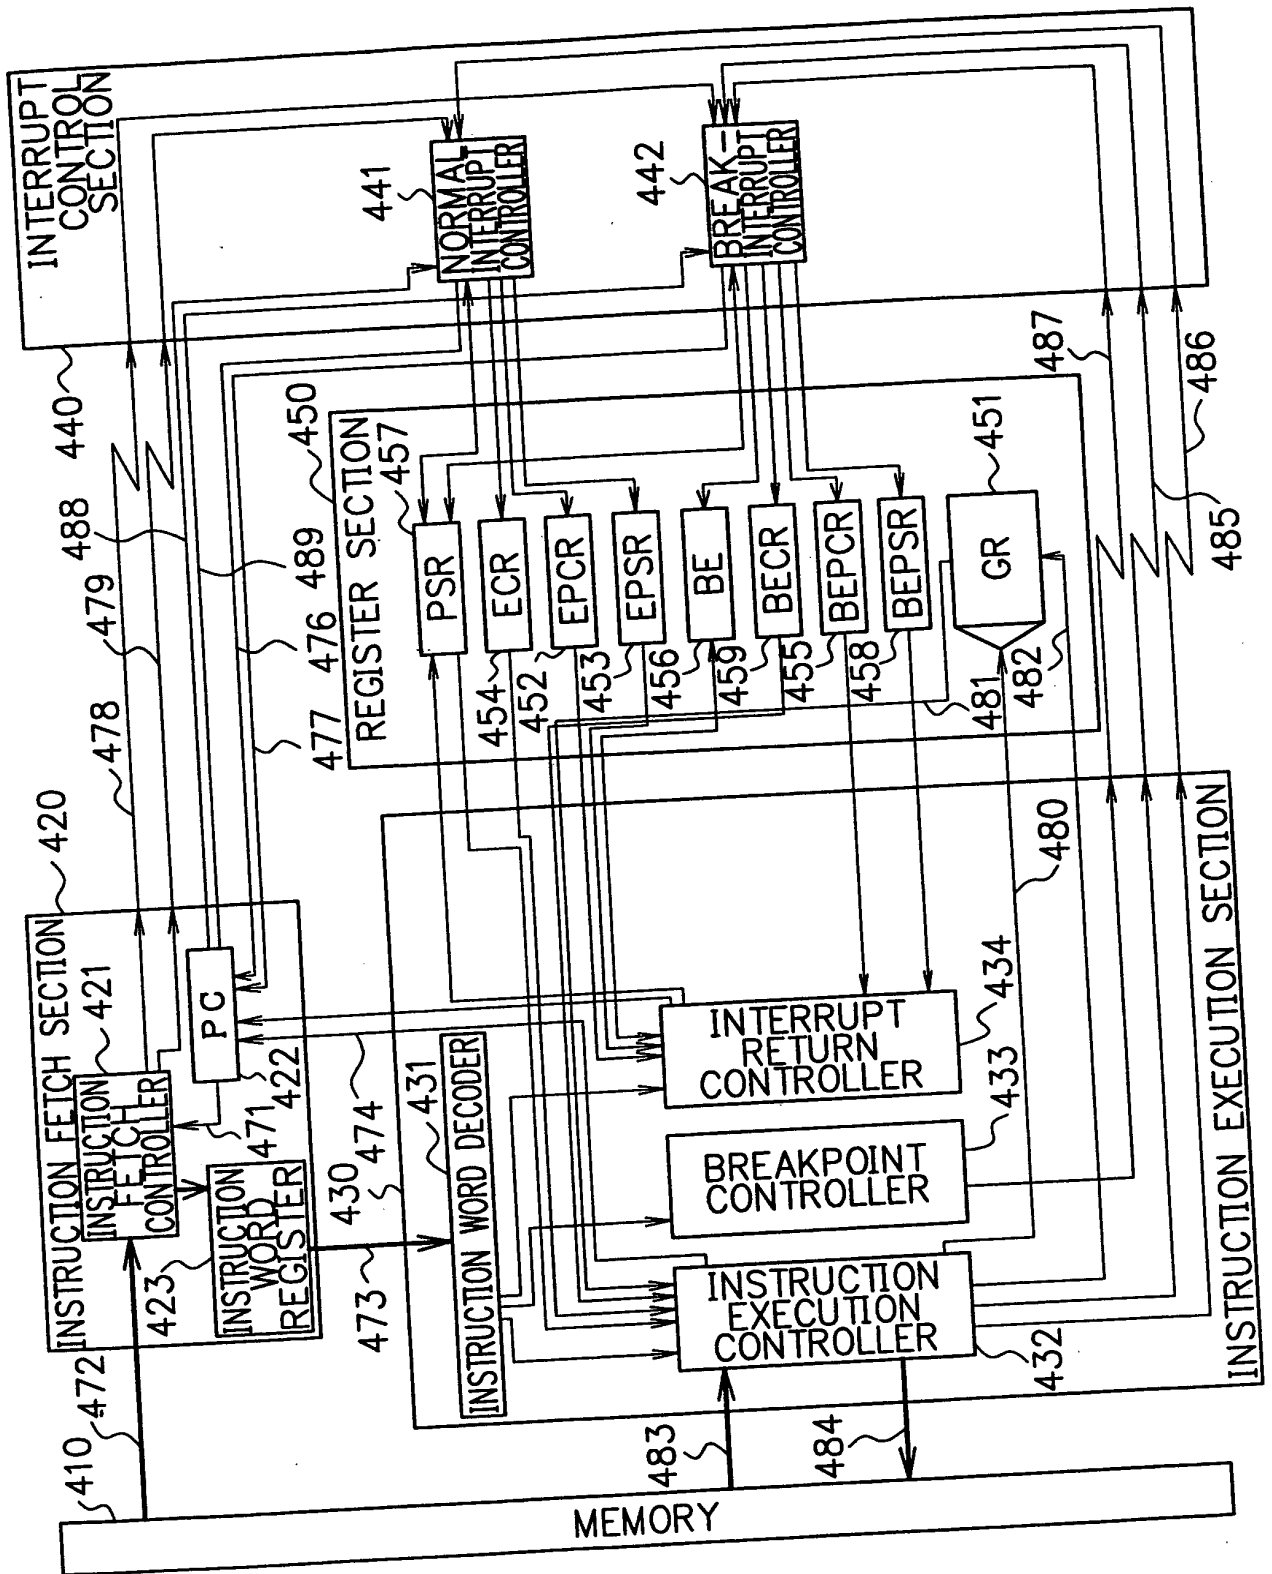 INTERRUPT
CONTROL
SECTION
440
NORMAL
INTERRUPT
CONTROLLER
441
BREAK-
INTERRUPT
CONTROLLER
442
478
479
488
489
476
477
487
485
486
REGISTER SECTION
450
PSR
457
ECR
454
EPCR
452
EPSR
453
BE
456
BECR
459
BEPCR
455
BEPSR
458
GR
451
481
482
480
INSTRUCTION FETCH SECTION
420
INSTRUCTION
FETCH
CONTROLLER
421
PC
422
471
INSTRUCTION
WORD
REGISTER
423
472
473
474
430
INSTRUCTION WORD DECODER
431
INTERRUPT
RETURN
CONTROLLER
434
BREAKPOINT
CONTROLLER
433
INSTRUCTION
EXECUTION
CONTROLLER
432
INSTRUCTION EXECUTION SECTION
483
484
410
MEMORY